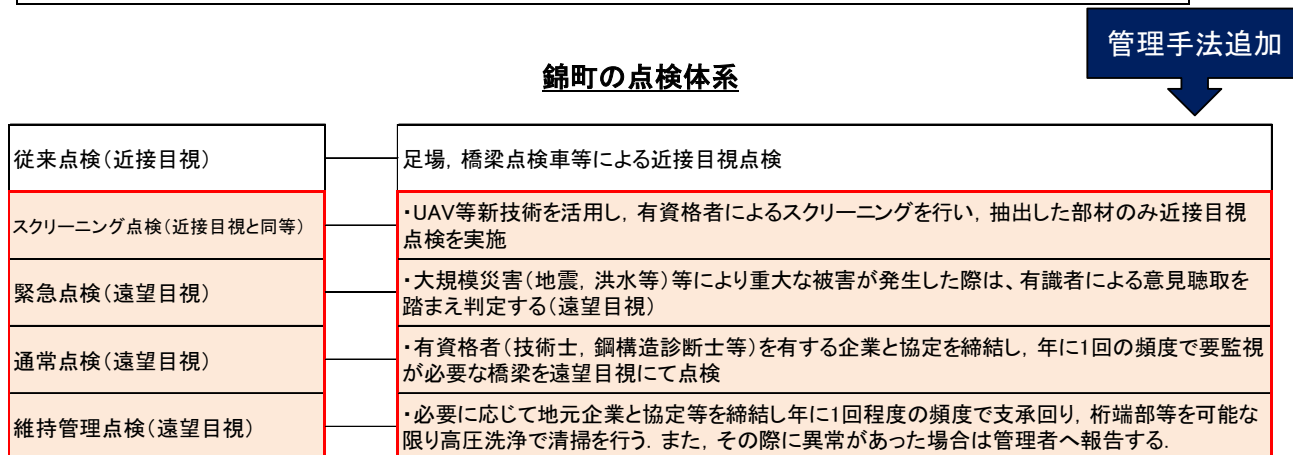 管理手法追加
錦町の点検体系
従来点検(近接目視)
足場, 橋梁点検車等による近接目視点検
スクリーニング点検(近接目視と同等)
・UAV等新技術を活用し, 有資格者によるスクリーニングを行い, 抽出した部材のみ近接目視
点検を実施
緊急点検(遠望目視)
・大規模災害(地震, 洪水等)等により重大な被害が発生した際は、有識者による意見聴取を
踏まえ判定する(遠望目視)
通常点検(遠望目視)
・有資格者(技術士, 鋼構造診断士等)を有する企業と協定を締結し, 年に1回の頻度で要監視
が必要な橋梁を遠望目視にて点検
維持管理点検(遠望目視)
・必要に応じて地元企業と協定等を締結し年に1回程度の頻度で支承回り, 桁端部等を可能な
限り高圧洗浄で清掃を行う. また, その際に異常があった場合は管理者へ報告する.